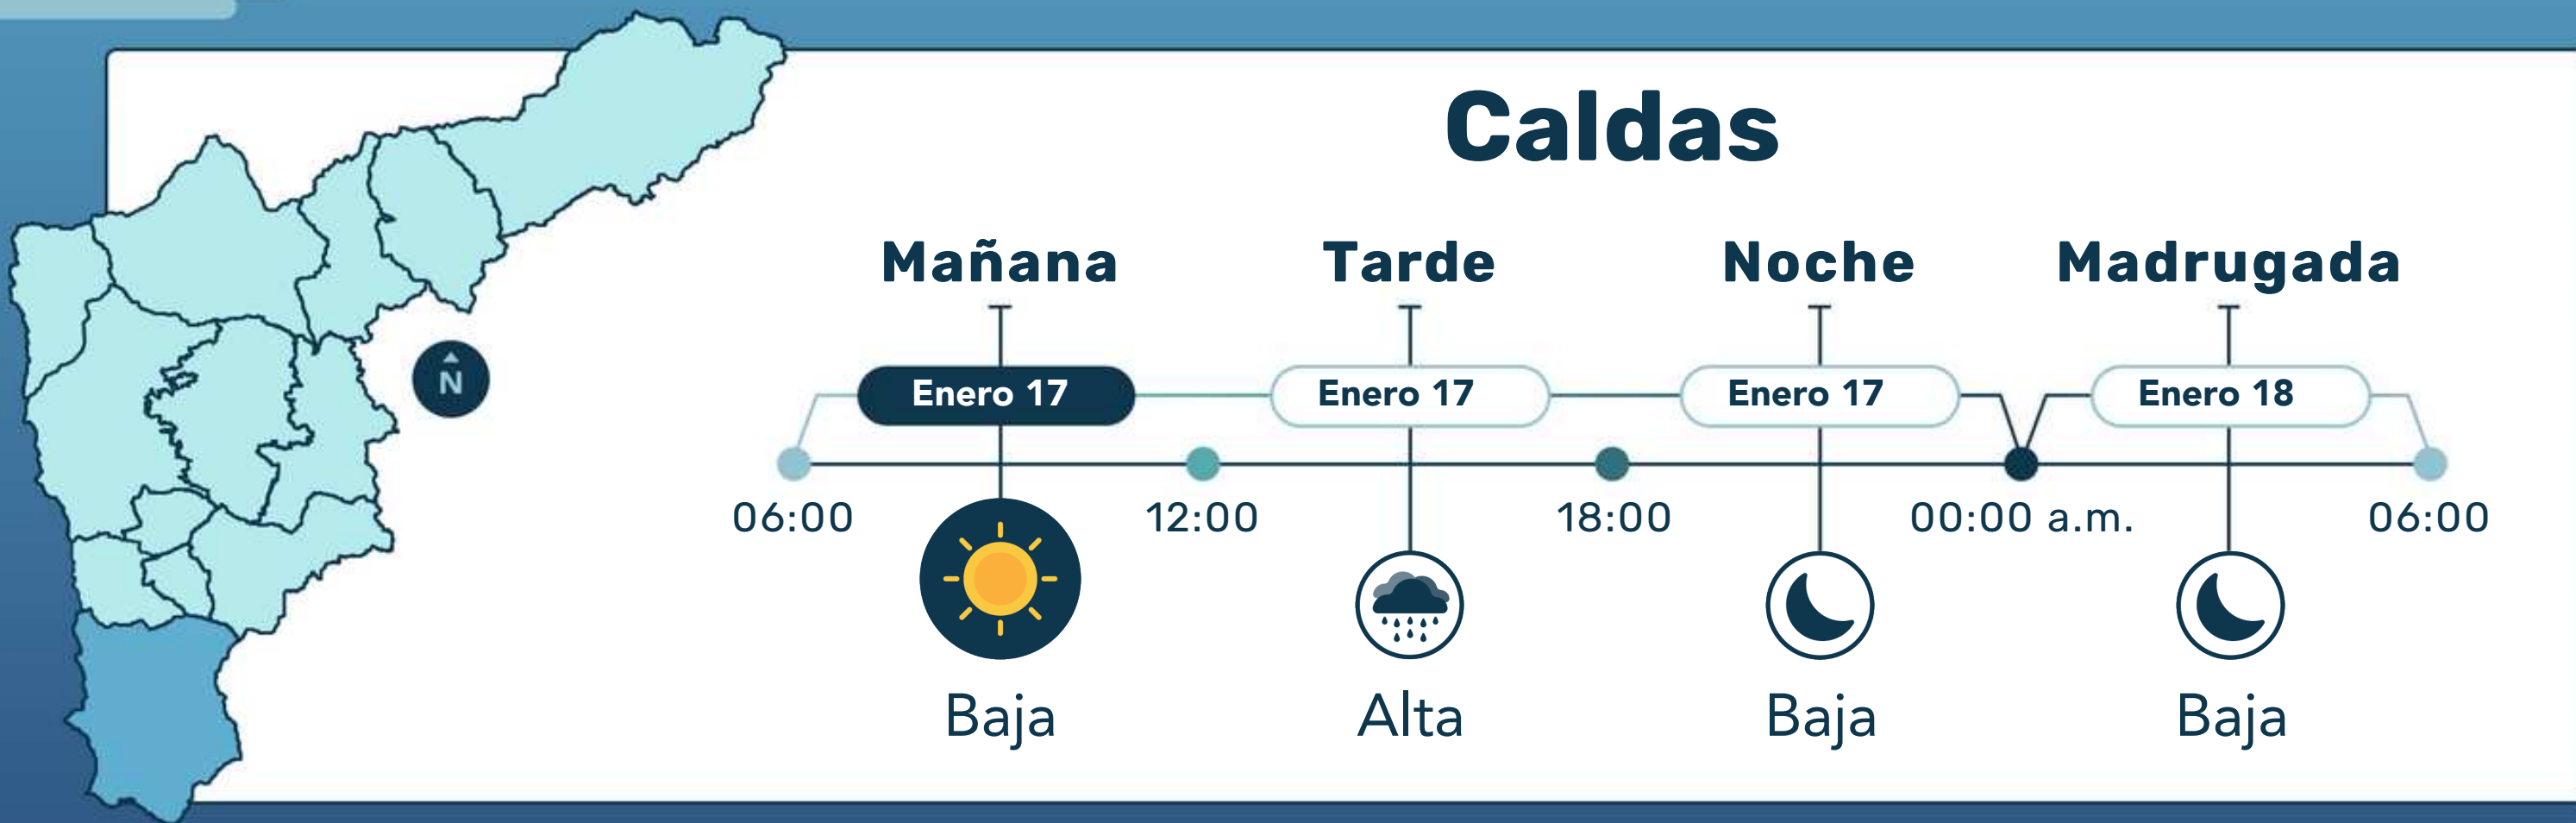 Caldas
Mañana Tarde Noche Madrugada
N
Enero 17 Enero 17 Enero 17 Enero 18
06:00 12:00 18:00 00:00 a.m. 06:00
Baja Alta Baja Baja